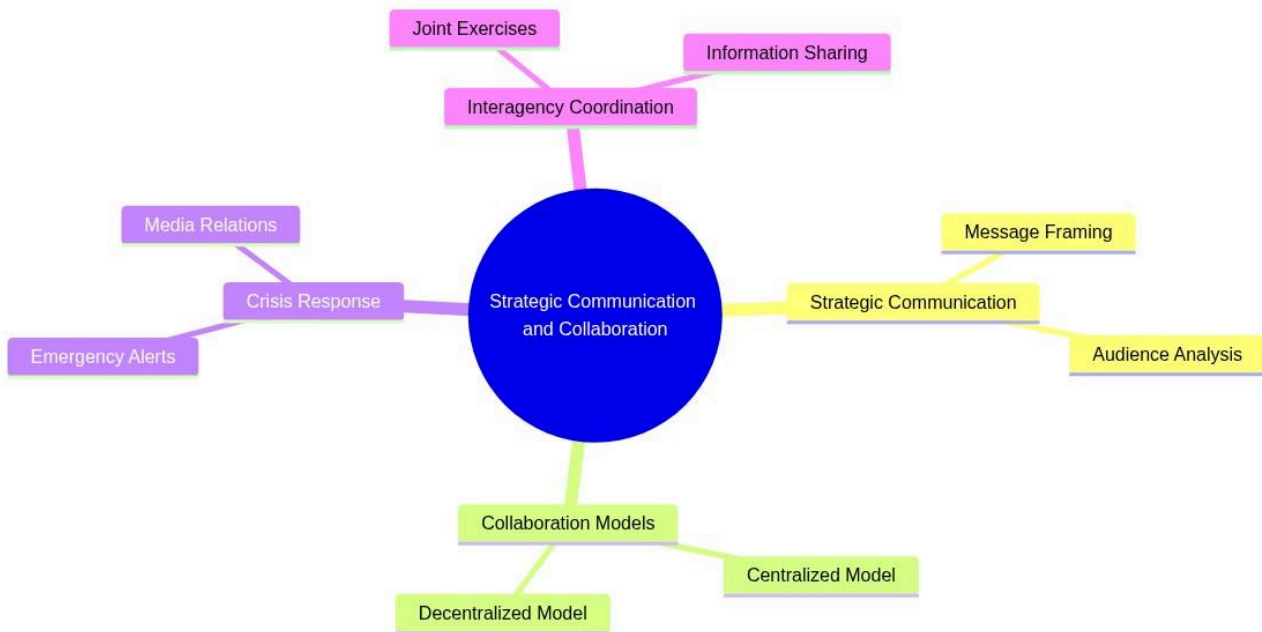 Joint Exercises
Information Sharing
Interagency Coordination
Media Relations
Message Framing
Crisis Response
Strategic Communication
and Collaboration
Strategic Communication
Emergency Alerts
Audience Analysis
Collaboration Models
Centralized Model
Decentralized Model